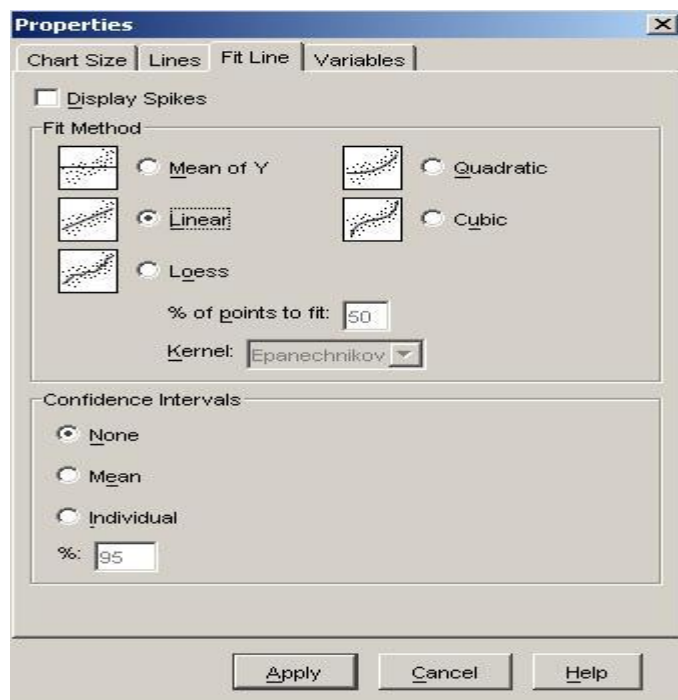 Properties
Chart Size Lines Fit Line Variables
Display Spikes
Fit Method
Mean of Y Quadratic
Linear Cubic
Loess
% of points to fit: 50
Kernel: Epanechnikov
Confidence Intervals
None
Mean
Individual
%: 95
Apply Cancel Help